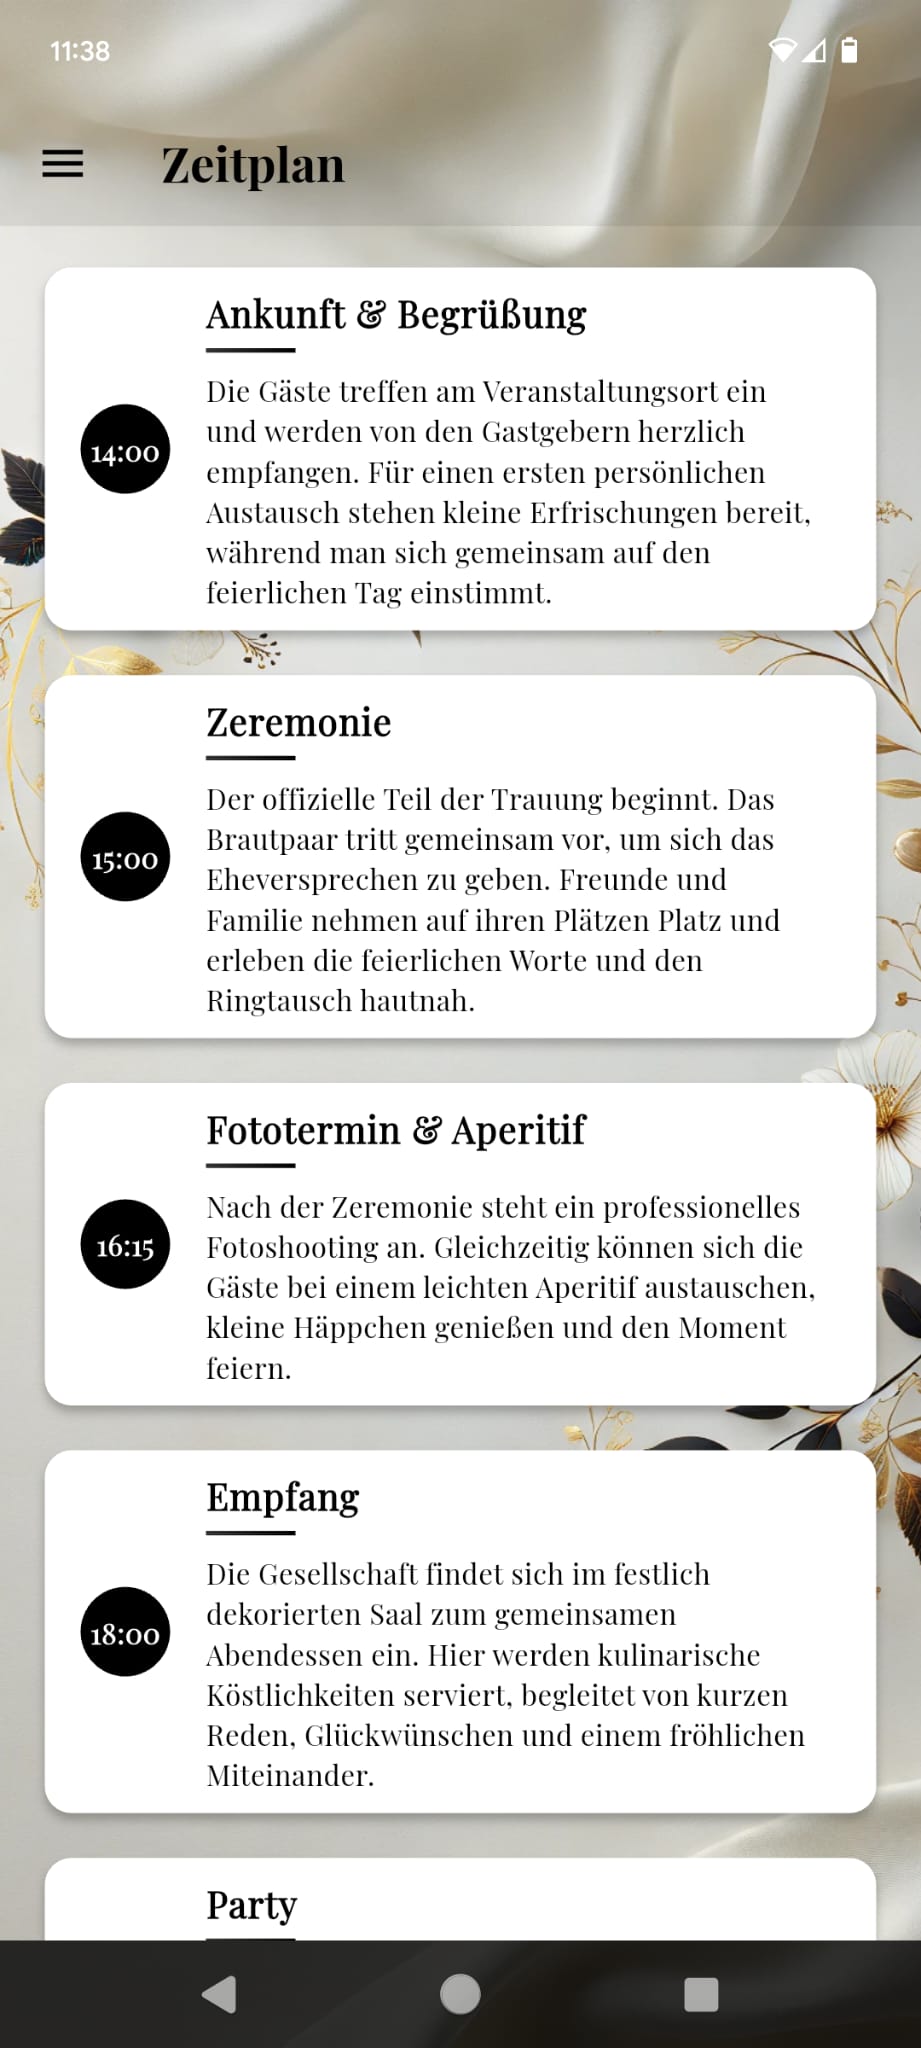 11:38
Zeitplan
Ankunft & Begrüßung
Die Gäste treffen am Veranstaltungsort ein
und werden von den Gastgebern herzlich
empfangen. Für einen ersten persönlichen
Austausch stehen kleine Erfrischungen bereit,
während man sich gemeinsam auf den
feierlichen Tag einstimmt.
14:00
Zeremonie
Der offizielle Teil der Trauung beginnt. Das
Brautpaar tritt gemeinsam vor, um sich das
Eheversprechen zu geben. Freunde und
Familie nehmen auf ihren Plätzen Platz und
erleben die feierlichen Worte und den
Ringtausch hautnah.
15:00
Fototermin & Aperitif
Nach der Zeremonie steht ein professionelles
Fotoshooting an. Gleichzeitig können sich die
Gäste bei einem leichten Aperitif austauschen,
kleine Häppchen genießen und den Moment
feiern.
16:15
Empfang
Die Gesellschaft findet sich im festlich
dekorierten Saal zum gemeinsamen
Abendessen ein. Hier werden kulinarische
Köstlichkeiten serviert, begleitet von kurzen
Reden, Glückwünschen und einem fröhlichen
Miteinander.
18:00
Party